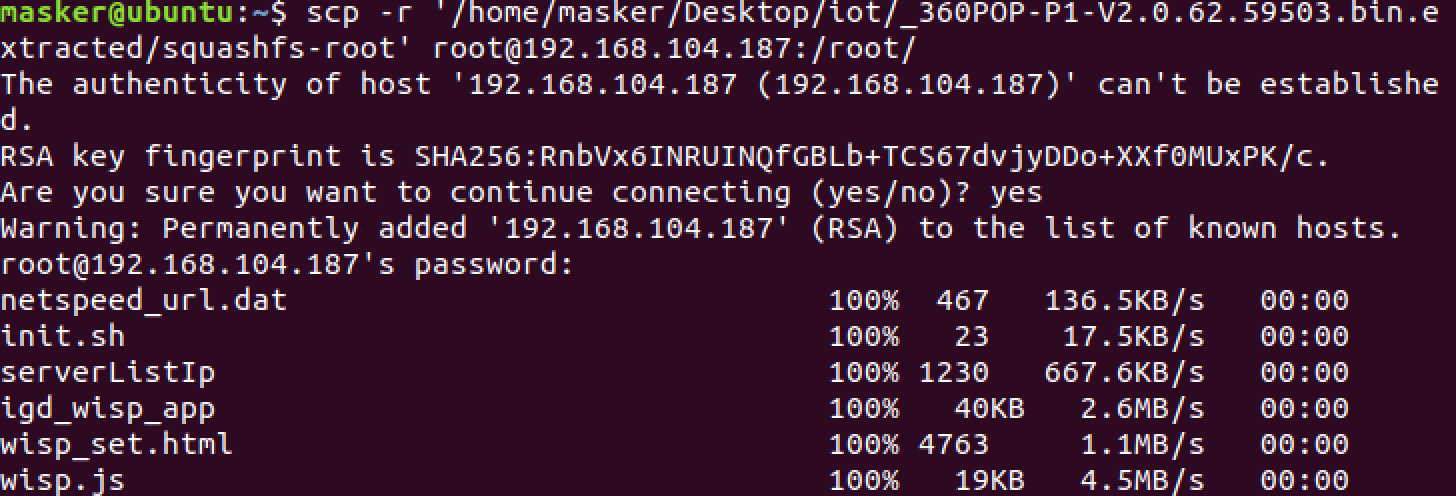 masker@ubuntu:~$ scp -r '/home/masker/Desktop/iot/_360POP-P1-V2.0.62.59503.bin.e
xtracted/squashfs-root' root@192.168.104.187:/root/
The authenticity of host '192.168.104.187 (192.168.104.187)' can't be establishe
d.
RSA key fingerprint is SHA256:RnbVx6INRUINQfGBLb+TCS67dvjyDDo+XXf0MUxPK/c.
Are you sure you want to continue connecting (yes/no)? yes
Warning: Permanently added '192.168.104.187' (RSA) to the list of known hosts.
root@192.168.104.187's password:
netspeed_url.dat 100% 467 136.5KB/s 00:00
init.sh 100% 23 17.5KB/s 00:00
serverListIp 100% 1230 667.6KB/s 00:00
igd_wisp_app 100% 40KB 2.6MB/s 00:00
wisp_set.html 100% 4763 1.1MB/s 00:00
wisp.js 100% 19KB 4.5MB/s 00:00